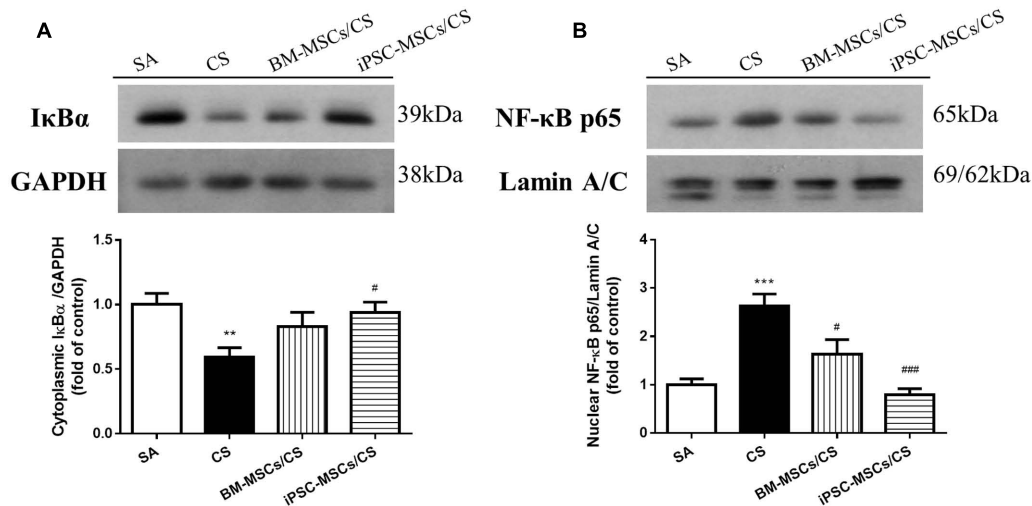 A
SA CS BM-MSCs/CS iPSC-MSCs/CS
IκBα 39kDa
GAPDH 38kDa
Cytoplasmic IκBα /GAPDH
(fold of control)
1.5
1.0
0.5
0.0
**
#
SA CS BM-MSCs/CS iPSC-MSCs/CS
B
SA CS BM-MSCs/CS iPSC-MSCs/CS
NF-κB p65 65kDa
Lamin A/C 69/62kDa
Nuclear NF-κB p65/Lamin A/C
(fold of control)
4
3
2
1
0
***
#
###
SA CS BM-MSCs/CS iPSC-MSCs/CS